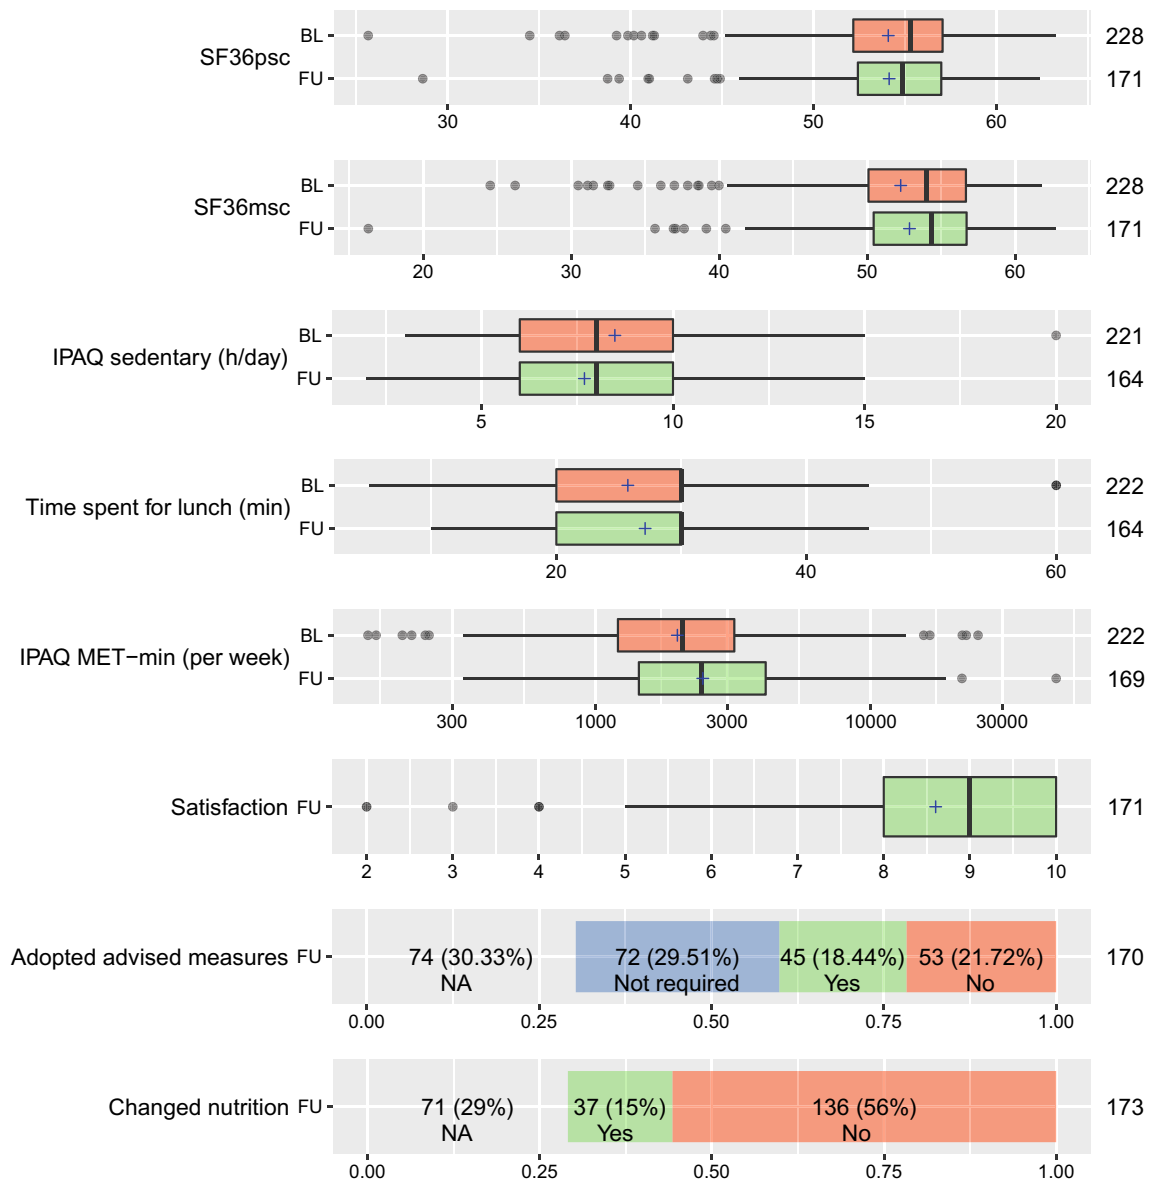 SF36psc
BL
228
FU
171
30 40 50 60
SF36msc
BL
228
FU
171
20 30 40 50 60
IPAQ sedentary (h/day)
BL
221
FU
164
5 10 15 20
Time spent for lunch (min)
BL
222
FU
164
20 40 60
IPAQ MET−min (per week)
BL
222
FU
169
300 1000 3000 10000 30000
Satisfaction FU 171
2 3 4 5 6 7 8 9 10
Adopted advised measures FU 74 (30.33%) 72 (29.51%) 45 (18.44%) 53 (21.72%) 170
NA Not required Yes No
0.00 0.25 0.50 0.75 1.00
Changed nutrition FU 71 (29%) 37 (15%) 136 (56%) 173
NA Yes No
0.00 0.25 0.50 0.75 1.00